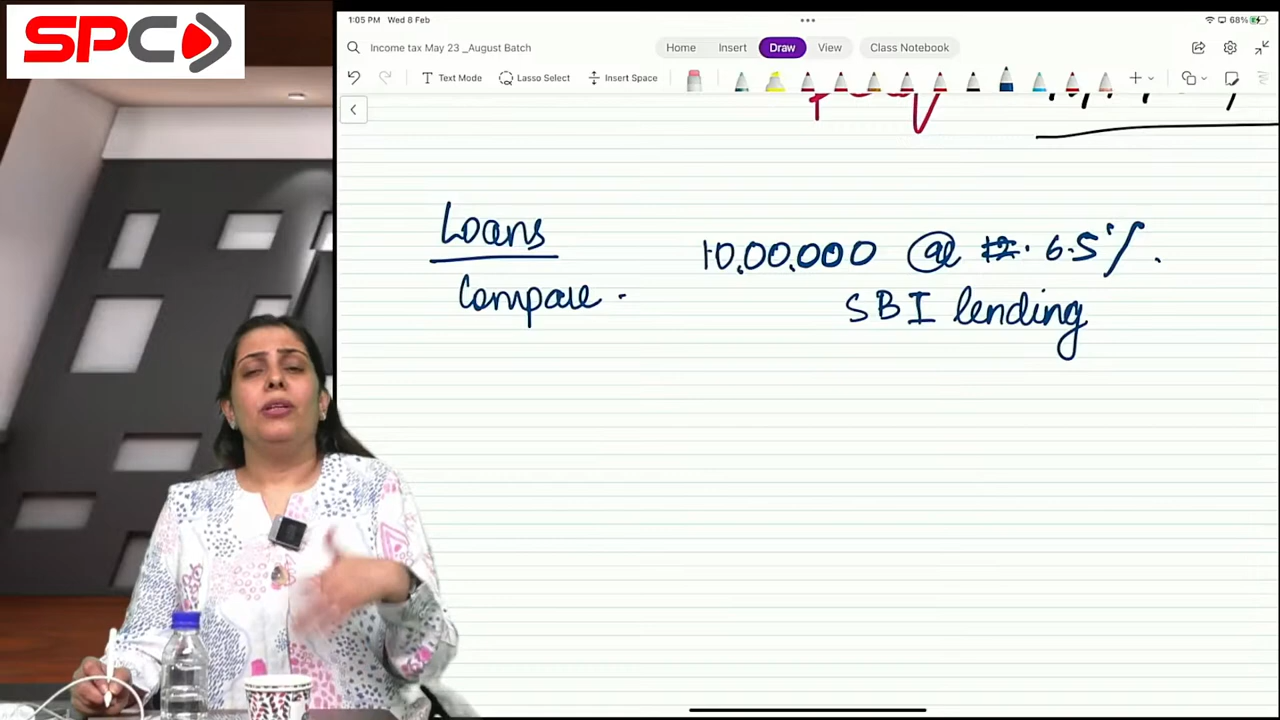 SPC
1:05 PM Wed 8 Feb
68%
Income tax May 23 _August Batch
Home Insert Draw View Class Notebook
Text Mode Lasso Select Insert Space
Loans
10,00,000 @ 6.5%.
Compare.
SBI lending